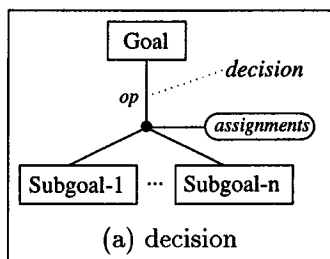 Goal
decision
op
assignments
Subgoal-1 ... Subgoal-n
(a) decision